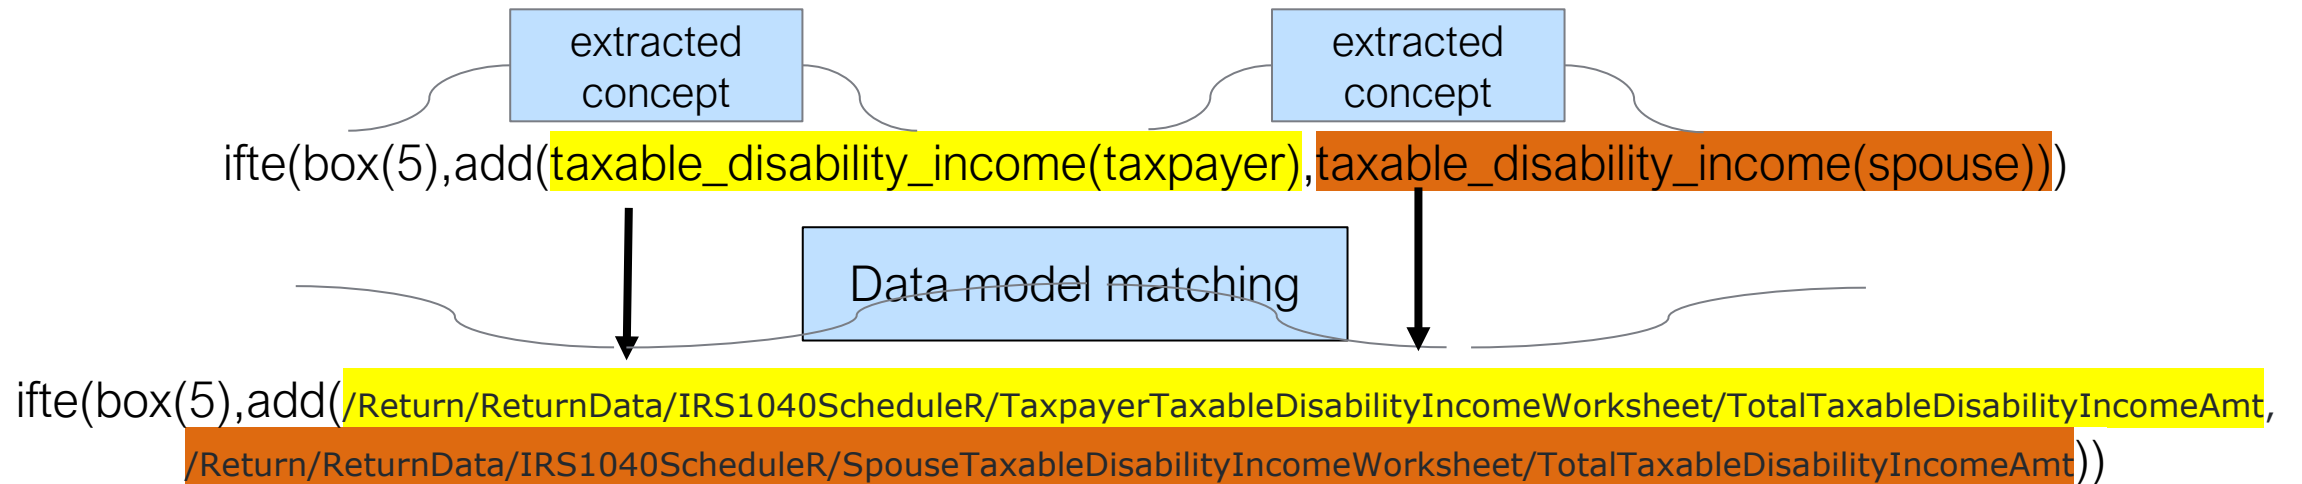 extracted
concept
extracted
concept
ifte(box(5),add(taxable_disability_income(taxpayer),taxable_disability_income(spouse)))
Data model matching
ifte(box(5),add(/Return/ReturnData/IRS1040ScheduleR/TaxpayerTaxableDisabilityIncomeWorksheet/TotalTaxableDisabilityIncomeAmt,
/Return/ReturnData/IRS1040ScheduleR/SpouseTaxableDisabilityIncomeWorksheet/TotalTaxableDisabilityIncomeAmt))